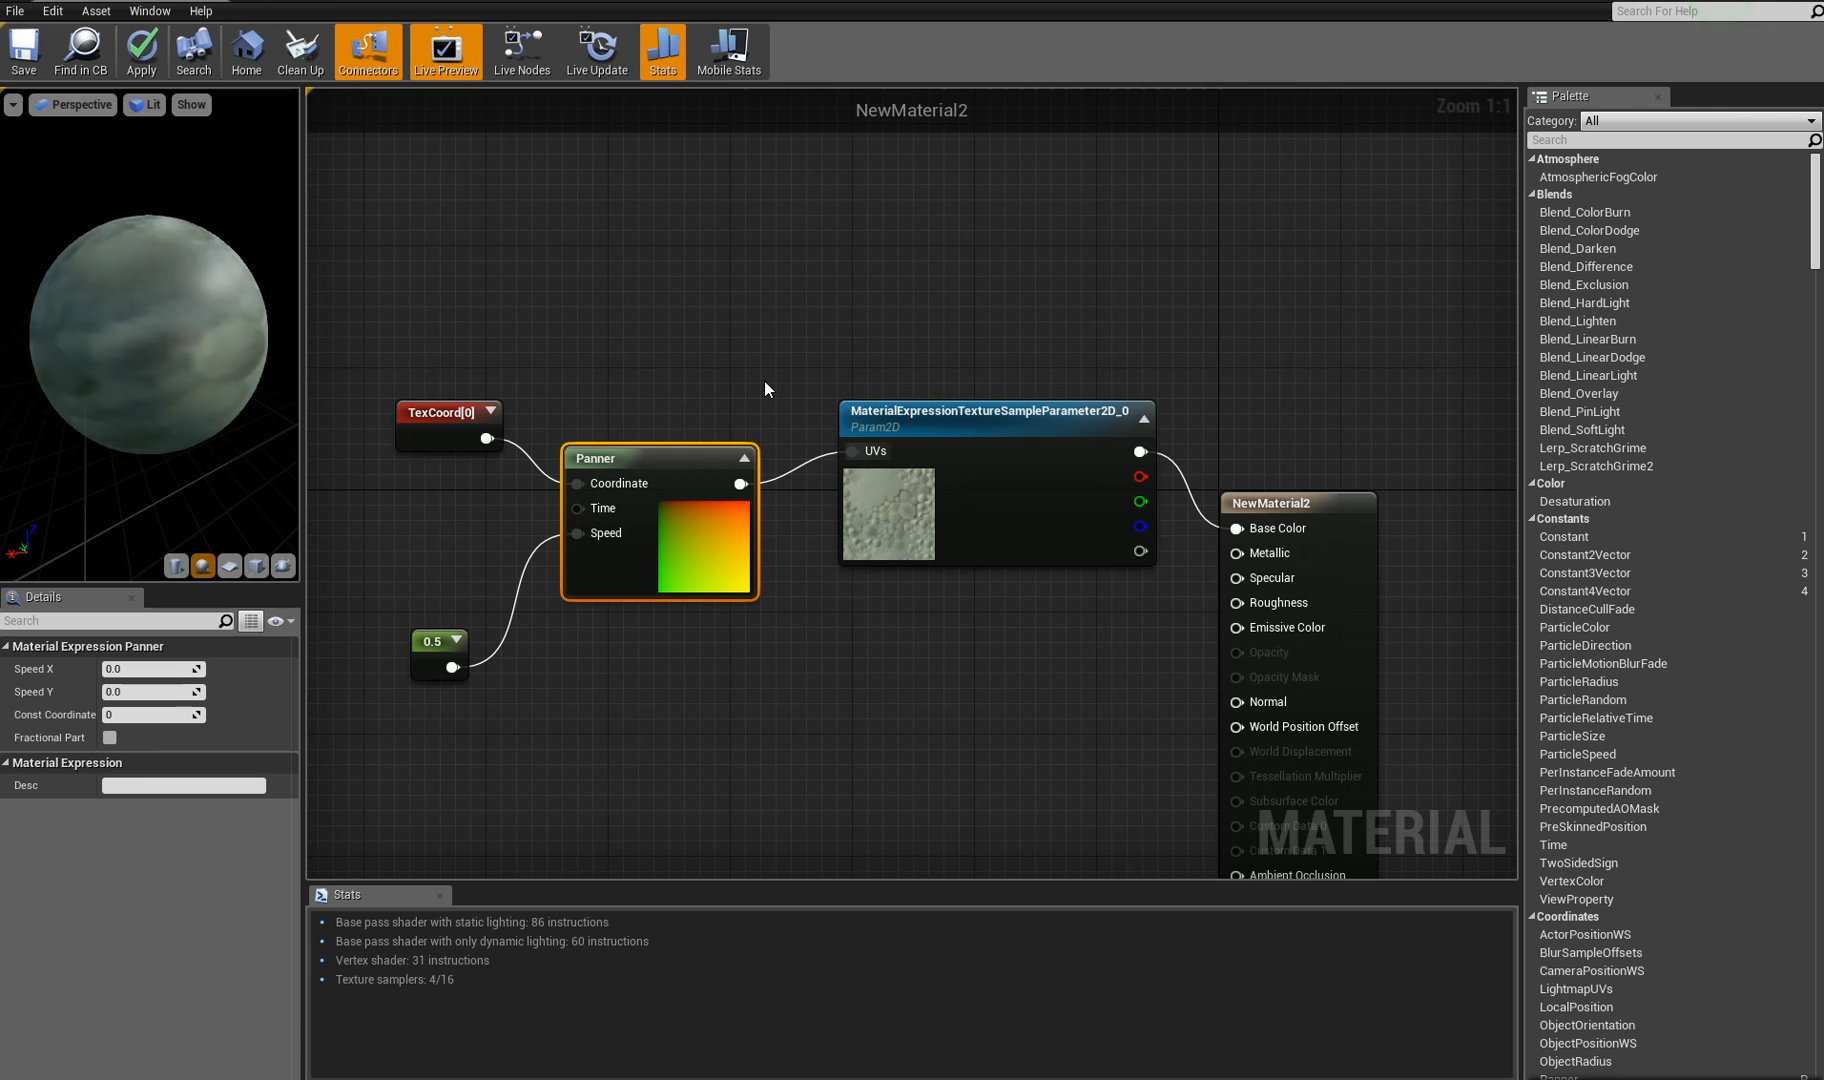 File Edit Asset Window Help
Search For Help
Save Find in CB Apply Search Home Clean Up Connectors Live Preview Live Nodes Live Update Stats Mobile Stats
Perspective Lit Show
NewMaterial2
Zoom 1:1
TexCoord[0]
Panner
Coordinate
Time
Speed
0.5
MaterialExpressionTextureSampleParameter2D_0
Param2D
UVs
NewMaterial2
Base Color
Metallic
Specular
Roughness
Emissive Color
Opacity
Opacity Mask
Normal
World Position Offset
World Displacement
Tessellation Multiplier
Subsurface Color
Custom Data 0
Custom Data 1
Ambient Occlusion
MATERIAL
Details
Search
Material Expression Panner
Speed X 0.0
Speed Y 0.0
Const Coordinate 0
Fractional Part
Material Expression
Desc
Stats
Base pass shader with static lighting: 86 instructions
Base pass shader with only dynamic lighting: 60 instructions
Vertex shader: 31 instructions
Texture samplers: 4/16
Palette
Category: All
Search
Atmosphere
AtmosphericFogColor
Blends
Blend_ColorBurn
Blend_ColorDodge
Blend_Darken
Blend_Difference
Blend_Exclusion
Blend_HardLight
Blend_Lighten
Blend_LinearBurn
Blend_LinearDodge
Blend_LinearLight
Blend_Overlay
Blend_PinLight
Blend_SoftLight
Lerp_ScratchGrime
Lerp_ScratchGrime2
Color
Desaturation
Constants
Constant 1
Constant2Vector 2
Constant3Vector 3
Constant4Vector 4
DistanceCullFade
ParticleColor
ParticleDirection
ParticleMotionBlurFade
ParticleRadius
ParticleRandom
ParticleRelativeTime
ParticleSize
ParticleSpeed
PerInstanceFadeAmount
PerInstanceRandom
PrecomputedAOMask
PreSkinnedPosition
Time
TwoSidedSign
VertexColor
ViewProperty
Coordinates
ActorPositionWS
BlurSampleOffsets
CameraPositionWS
LightmapUVs
LocalPosition
ObjectOrientation
ObjectPositionWS
ObjectRadius